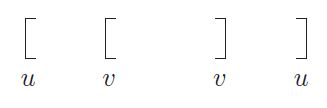 [ [ ] ]
u v v u